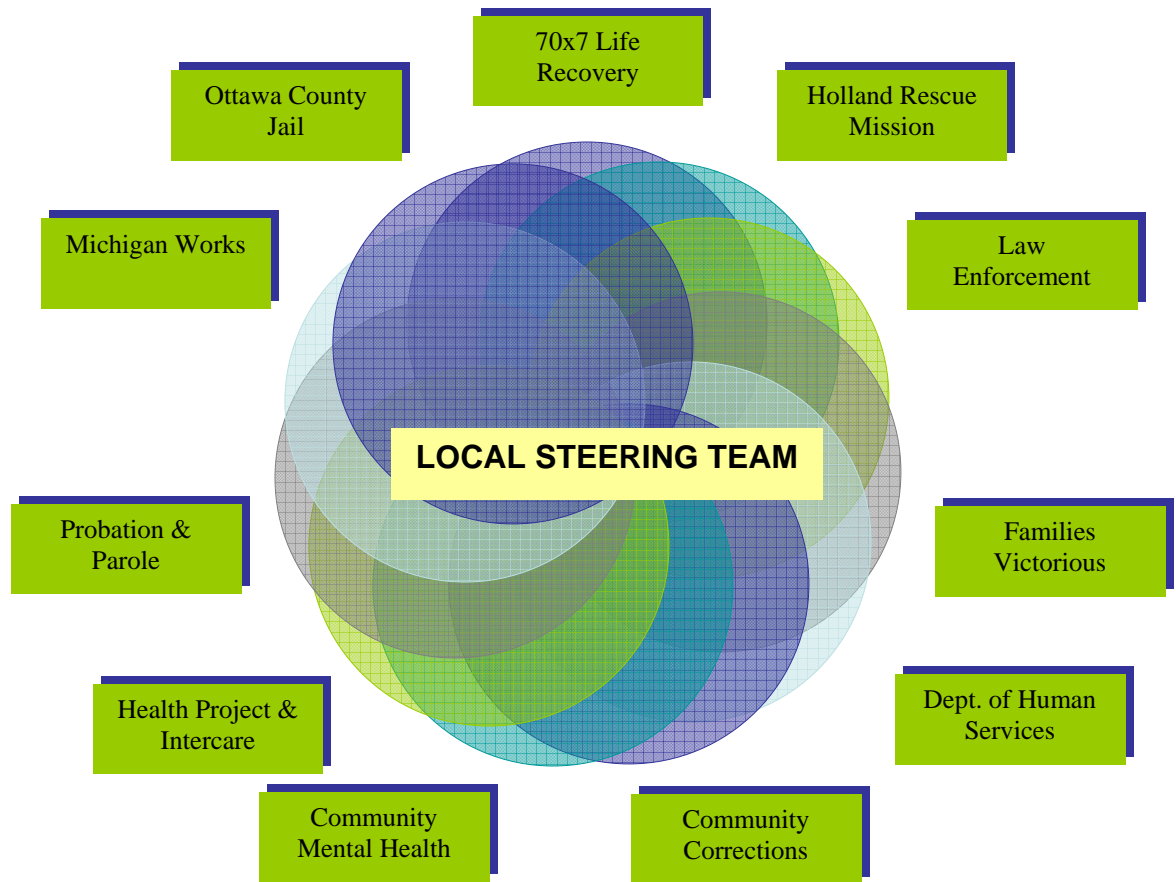 70x7 Life
Recovery
Ottawa County
Jail
Holland Rescue
Mission
Michigan Works
Law
Enforcement
LOCAL STEERING TEAM
Probation &
Parole
Families
Victorious
Health Project &
Intercare
Dept. of Human
Services
Community
Mental Health
Community
Corrections